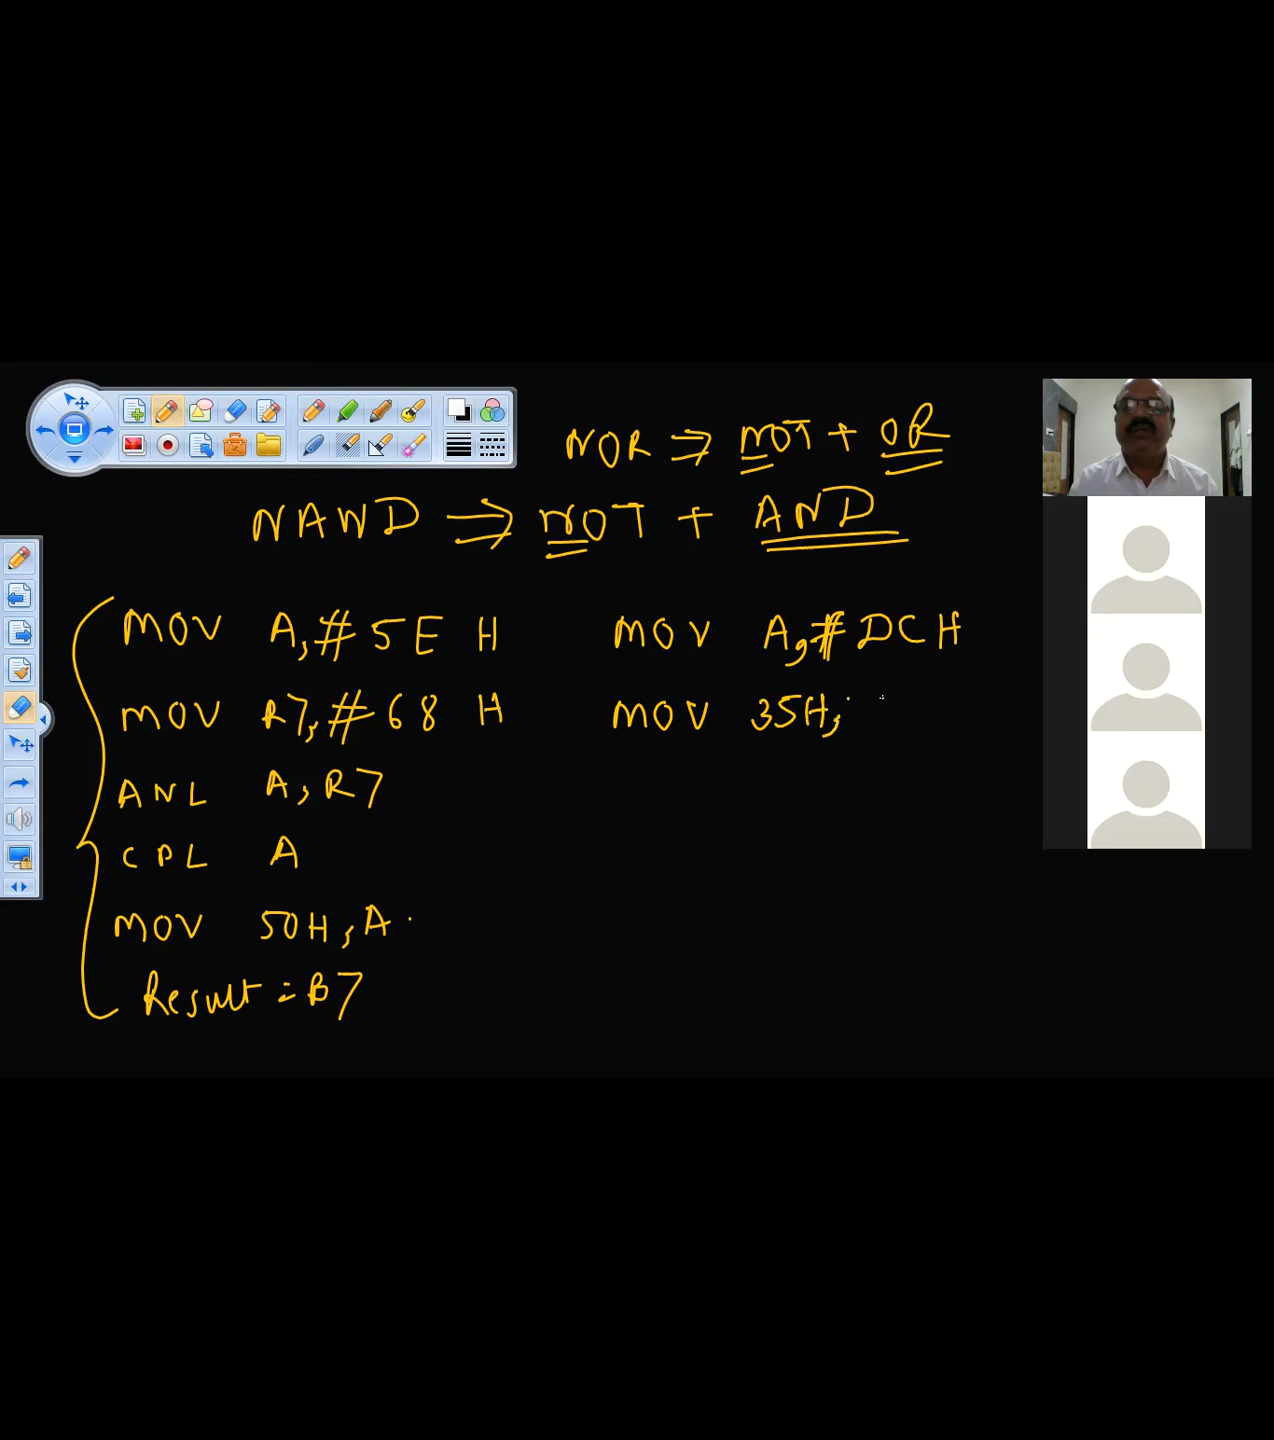 NOR ⇒ NOT + OR
NAND ⇒ NOT + AND
MOV A,#5E H
MOV R7,#68 H
ANL A,R7
CPL A
MOV 50H,A.
Result = B7
MOV A,#DCH
MOV 35H,